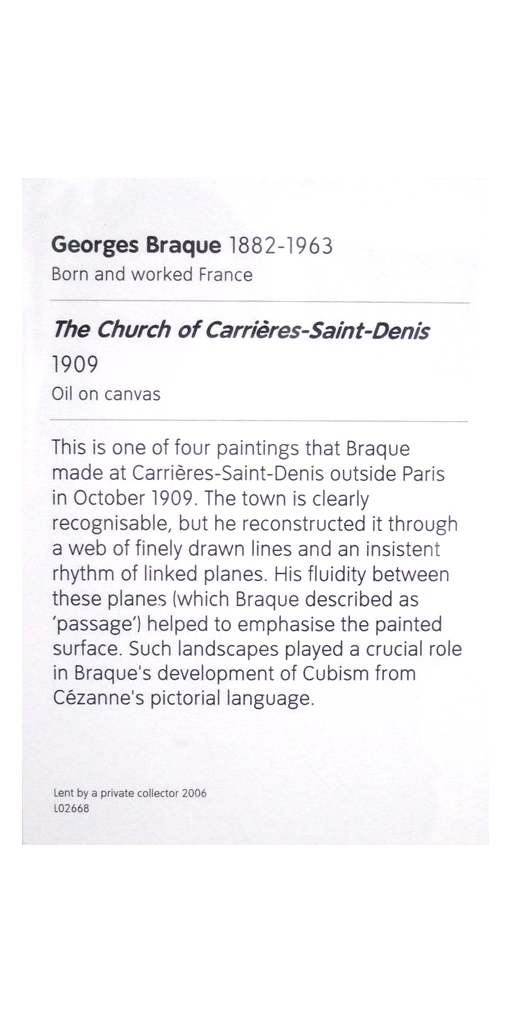 Georges Braque 1882-1963
Born and worked France
The Church of Carrières-Saint-Denis
1909
Oil on canvas
This is one of four paintings that Braque
made at Carrières-Saint-Denis outside Paris
in October 1909. The town is clearly
recognisable, but he reconstructed it through
a web of finely drawn lines and an insistent
rhythm of linked planes. His fluidity between
these planes (which Braque described as
'passage') helped to emphasise the painted
surface. Such landscapes played a crucial role
in Braque's development of Cubism from
Cézanne's pictorial language.
Lent by a private collector 2006
L02668